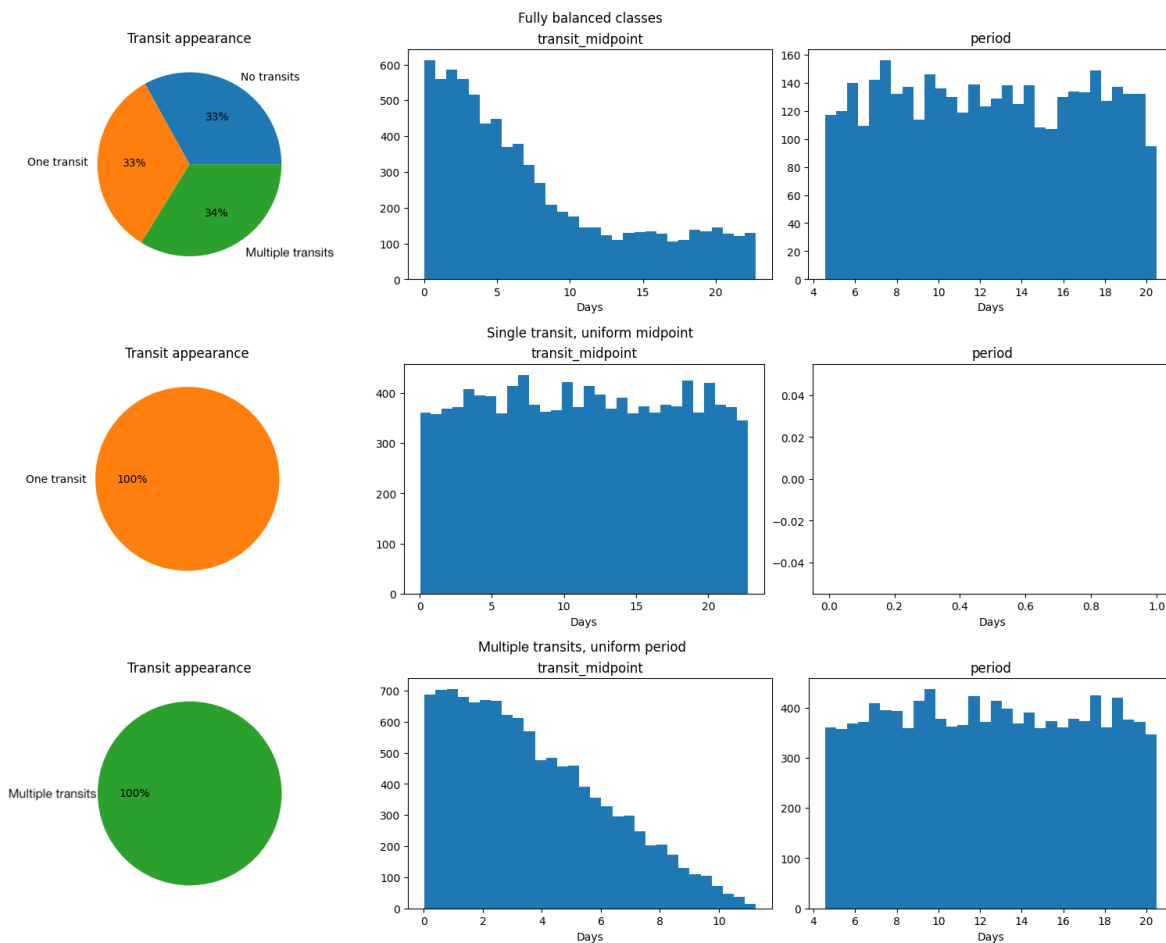 Fully balanced classes
Transit appearance
No transits
33%
One transit
33%
34%
Multiple transits
transit_midpoint
600
500
400
300
200
100
0
0 5 10 15 20
Days
period
160
140
120
100
80
60
40
20
0
4 6 8 10 12 14 16 18 20
Days
Single transit, uniform midpoint
Transit appearance
One transit
100%
transit_midpoint
400
300
200
100
0
0 5 10 15 20
Days
period
0.04
0.02
0.00
−0.02
−0.04
0.0 0.2 0.4 0.6 0.8 1.0
Days
Multiple transits, uniform period
Transit appearance
Multiple transits
100%
transit_midpoint
700
600
500
400
300
200
100
0
0 2 4 6 8 10
Days
period
400
300
200
100
0
4 6 8 10 12 14 16 18 20
Days